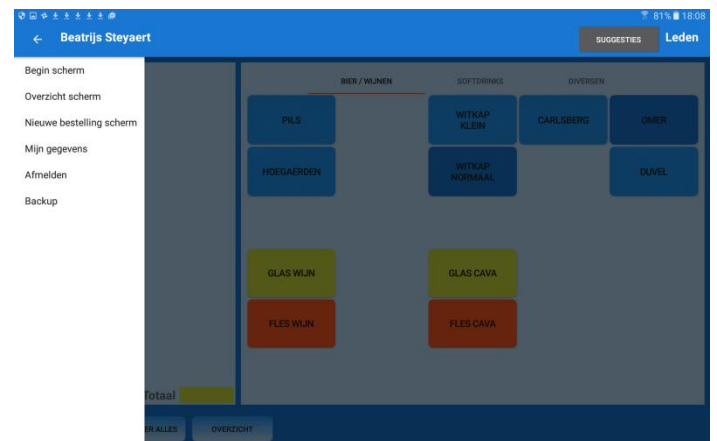 81% 18:08
Beatrijs Steyaert
SUGGESTIES
Leden
Begin scherm
Overzicht scherm
Nieuwe bestelling scherm
Mijn gegevens
Afmelden
Backup
BIER / WIJNEN
SOFTDRINKS
DIVERSEN
PILS
WITKAP
KLEIN
CARLSBERG
OMER
HOEGAERDEN
WITKAP
NORMAAL
DUVEL
GLAS WIJN
GLAS CAVA
FLES WIJN
FLES CAVA
Totaal
ER ALLES
OVERZICHT